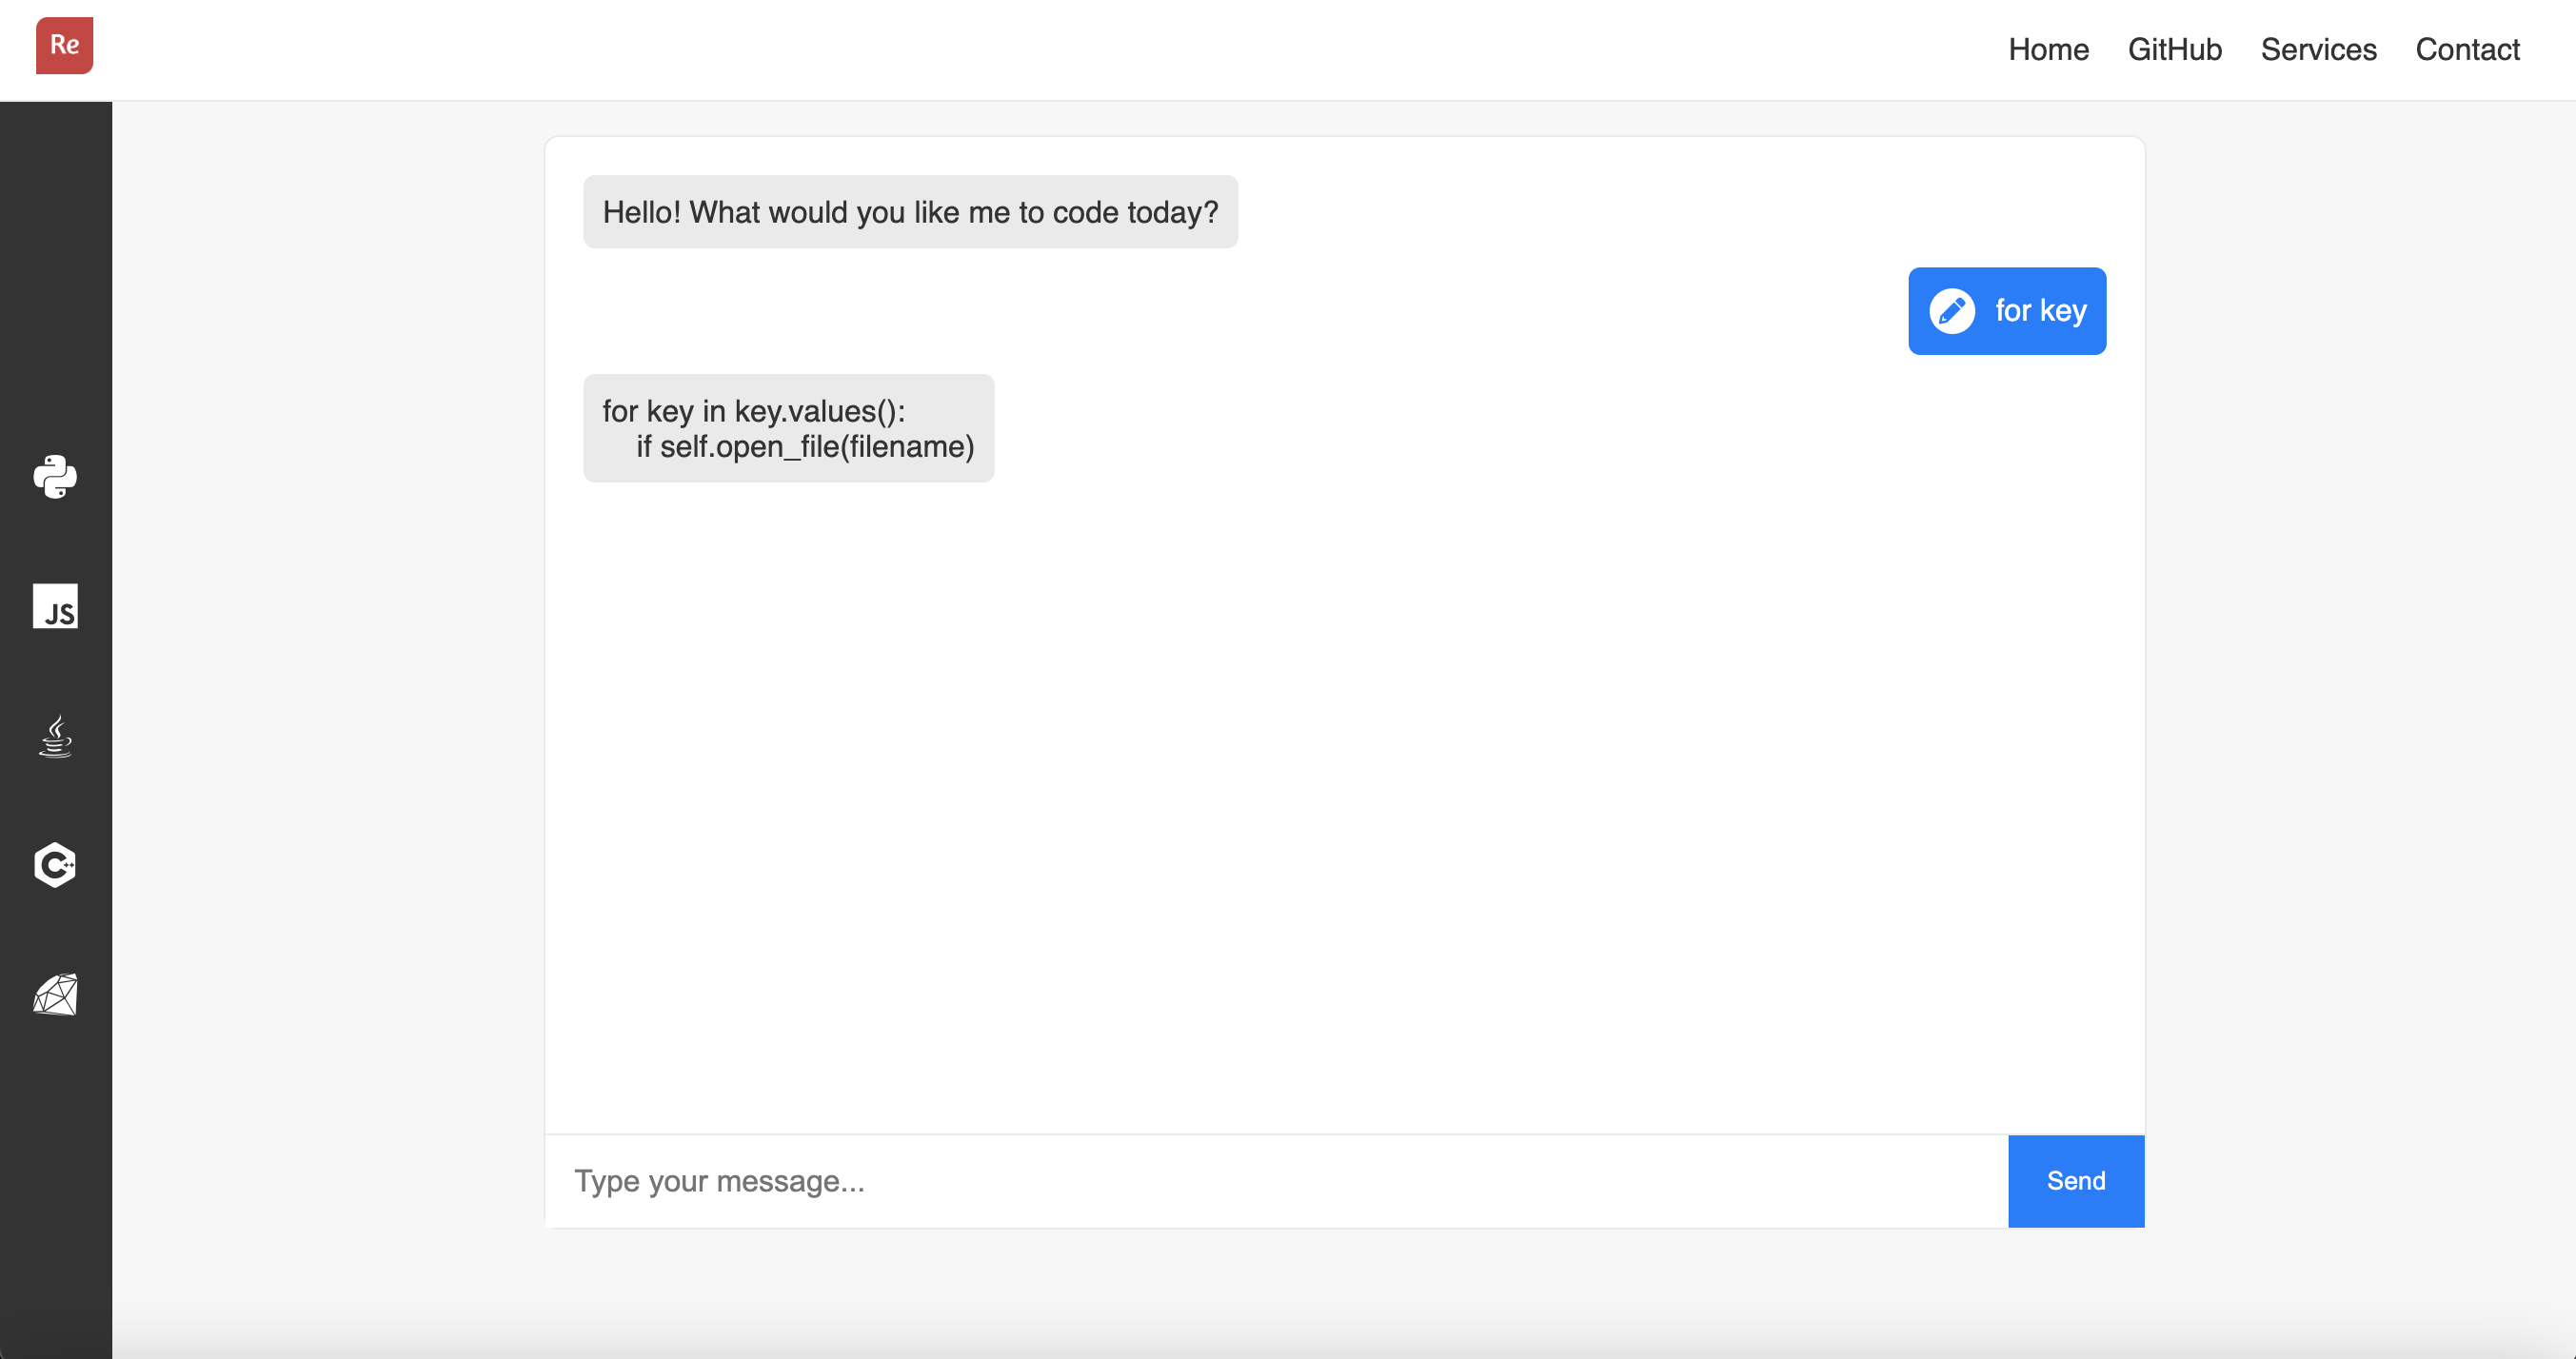 Re
Home GitHub Services Contact
Hello! What would you like me to code today?
for key
for key in key.values():
if self.open_file(filename)
JS
C++
Type your message...
Send